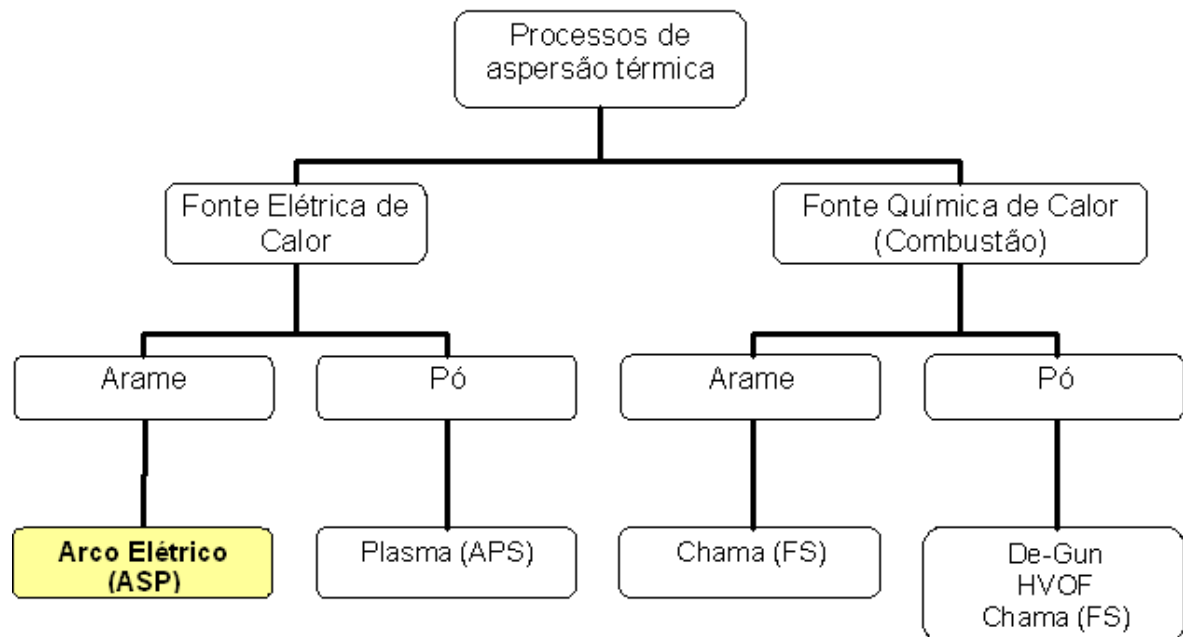 Processos de
aspersão térmica
Fonte Elétrica de
Calor
Fonte Química de Calor
(Combustão)
Arame
Pó
Arame
Pó
Arco Elétrico
(ASP)
Plasma (APS)
Chama (FS)
De-Gun
HVOF
Chama (FS)